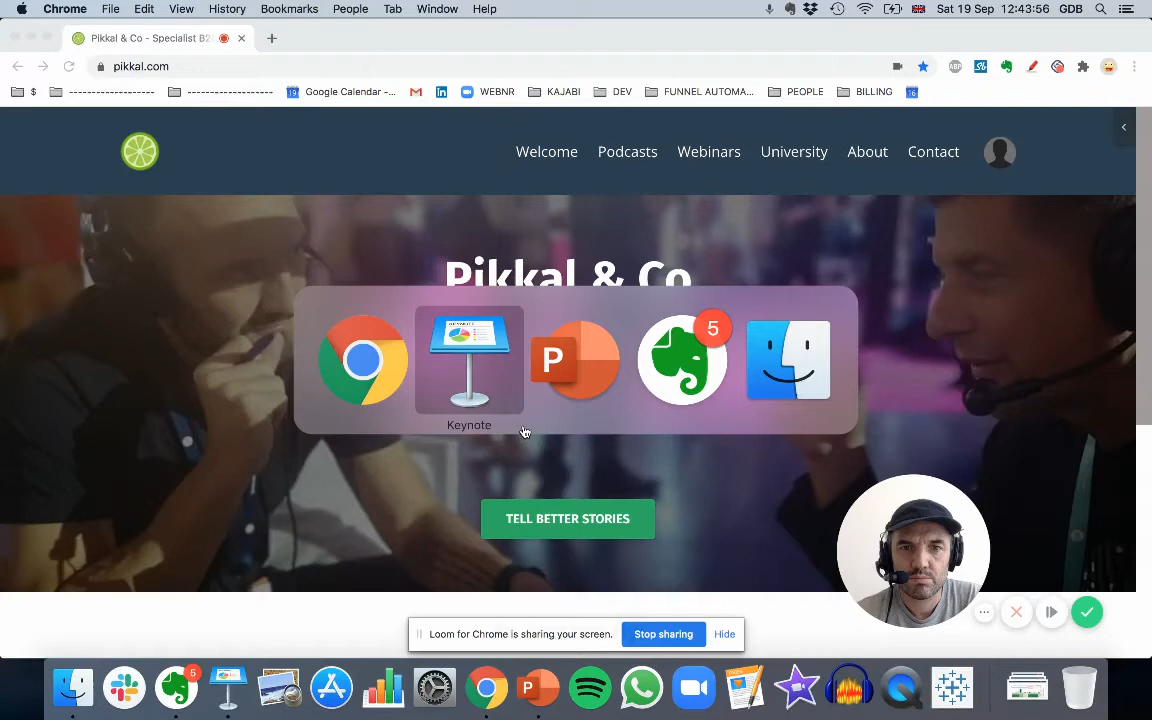 Chrome File Edit View History Bookmarks People Tab Window Help Sat 19 Sep 12:43:56 GDB
Pikkal & Co - Specialist B2
pikkal.com
ABP
$ ------------------- ------------------- Google Calendar -... WEBNR KAJABI DEV FUNNEL AUTOMA... PEOPLE BILLING
Welcome Podcasts Webinars University About Contact
Pikkal & Co
KEYNOTE
P
5
Keynote
TELL BETTER STORIES
Loom for Chrome is sharing your screen. Stop sharing Hide
5
P